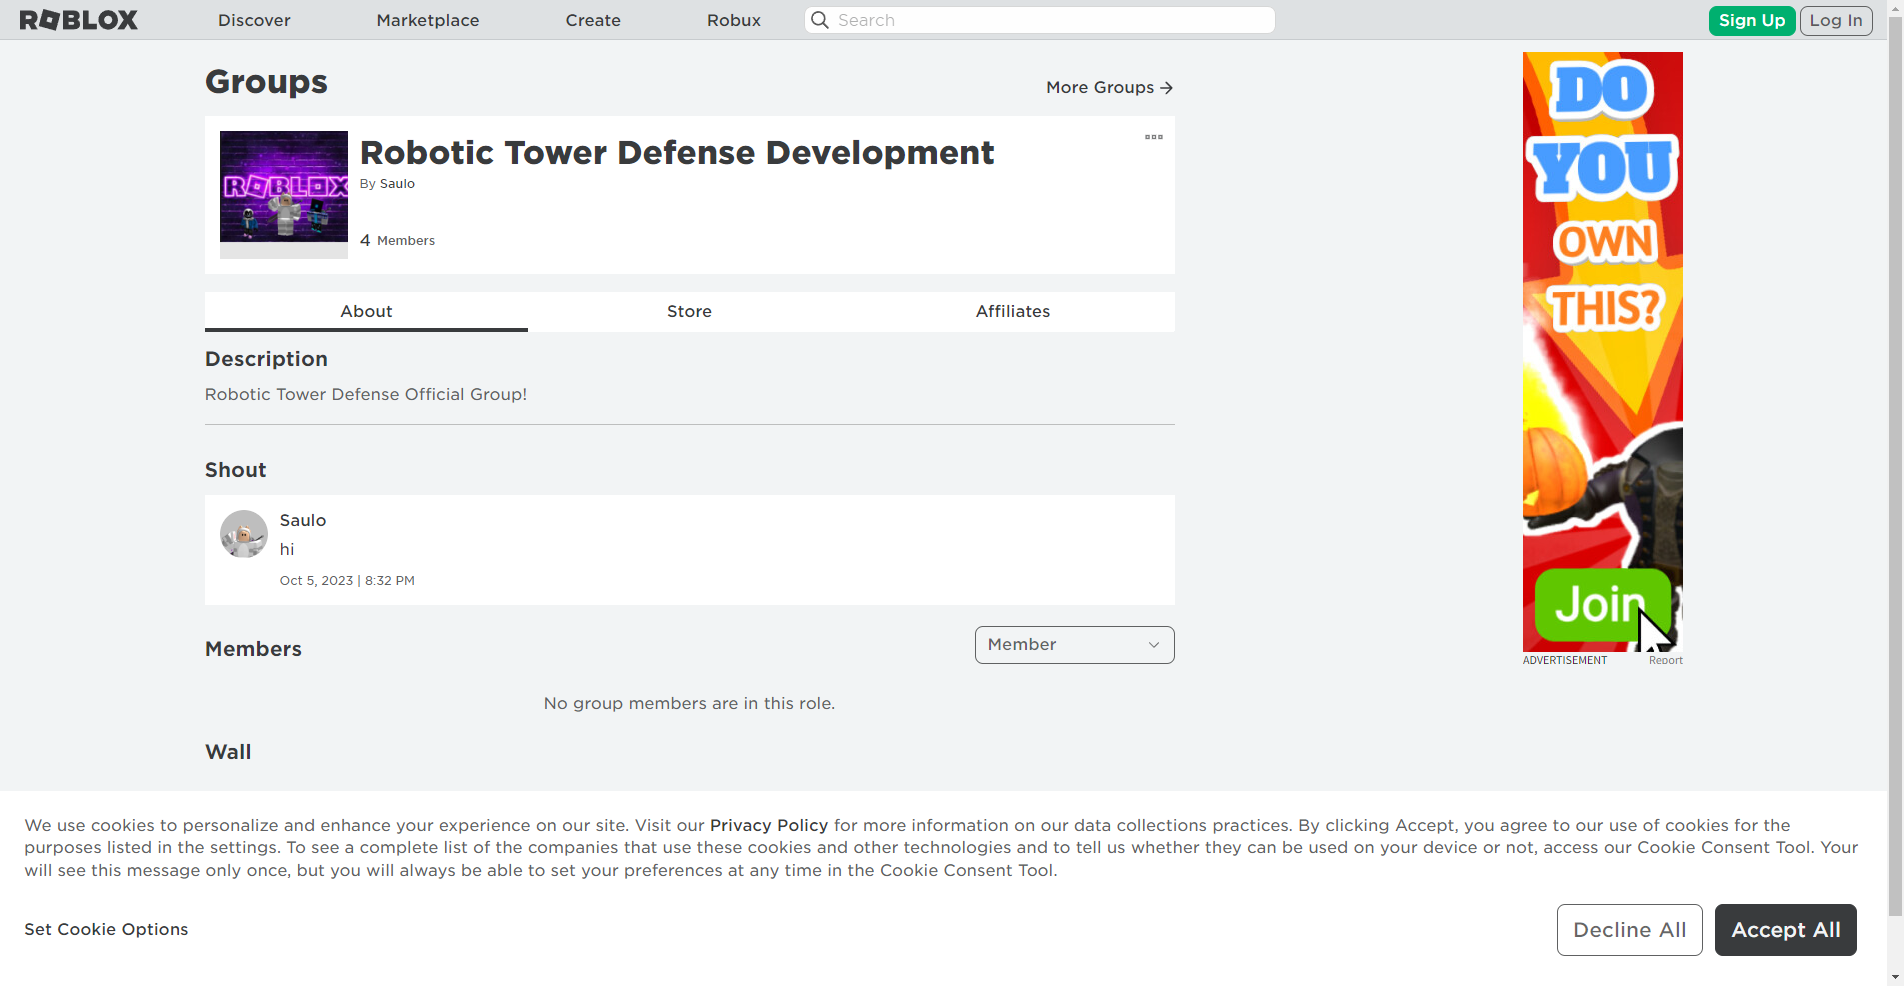 ROBLOX
Discover
Marketplace
Create
Robux
Search
Sign Up
Log In
Groups
More Groups
ROBLOX
Robotic Tower Defense Development
By Saulo
4 Members
About
Store
Affiliates
Description
Robotic Tower Defense Official Group!
Shout
Saulo
hi
Oct 5, 2023 | 8:32 PM
Members
Member
No group members are in this role.
Wall
DO
YOU
OWN
THIS?
Join
ADVERTISEMENT
Report
We use cookies to personalize and enhance your experience on our site. Visit our Privacy Policy for more information on our data collections practices. By clicking Accept, you agree to our use of cookies for the
purposes listed in the settings. To see a complete list of the companies that use these cookies and other technologies and to tell us whether they can be used on your device or not, access our Cookie Consent Tool. Your
will see this message only once, but you will always be able to set your preferences at any time in the Cookie Consent Tool.
Set Cookie Options
Decline All
Accept All